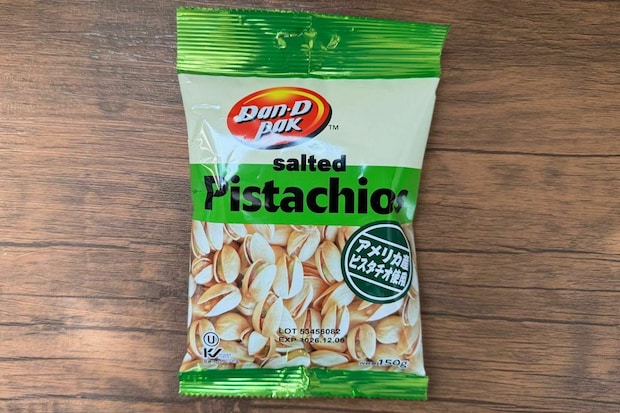 Dan-D
Pak
TM
salted
Pistachios
アメリカ産
ピスタチオ使用
LOT 53456082
EXP 2026.12.06
U
K
150g